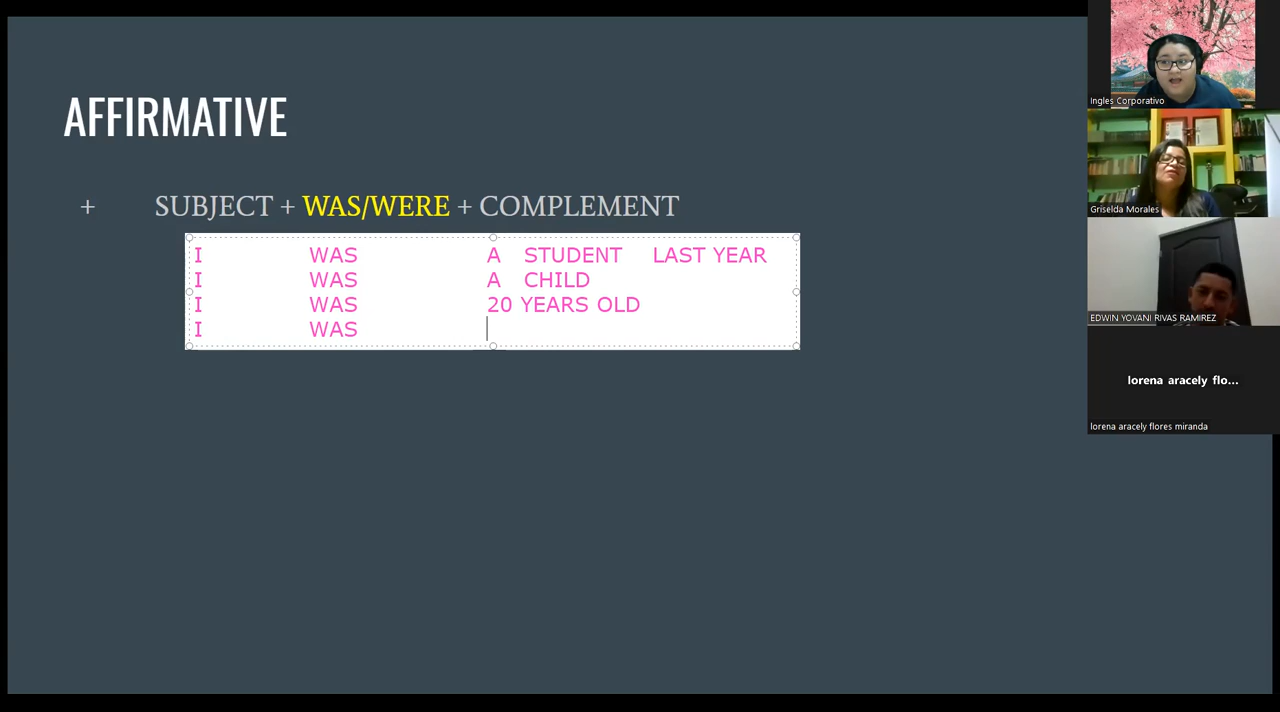 AFFIRMATIVE
+ SUBJECT + WAS/WERE + COMPLEMENT
I WAS A STUDENT LAST YEAR
I WAS A CHILD
I WAS 20 YEARS OLD
I WAS
Ingles Corporativo
Griselda Morales
EDWIN YOVANI RIVAS RAMIREZ
lorena aracely flo...
lorena aracely flores miranda